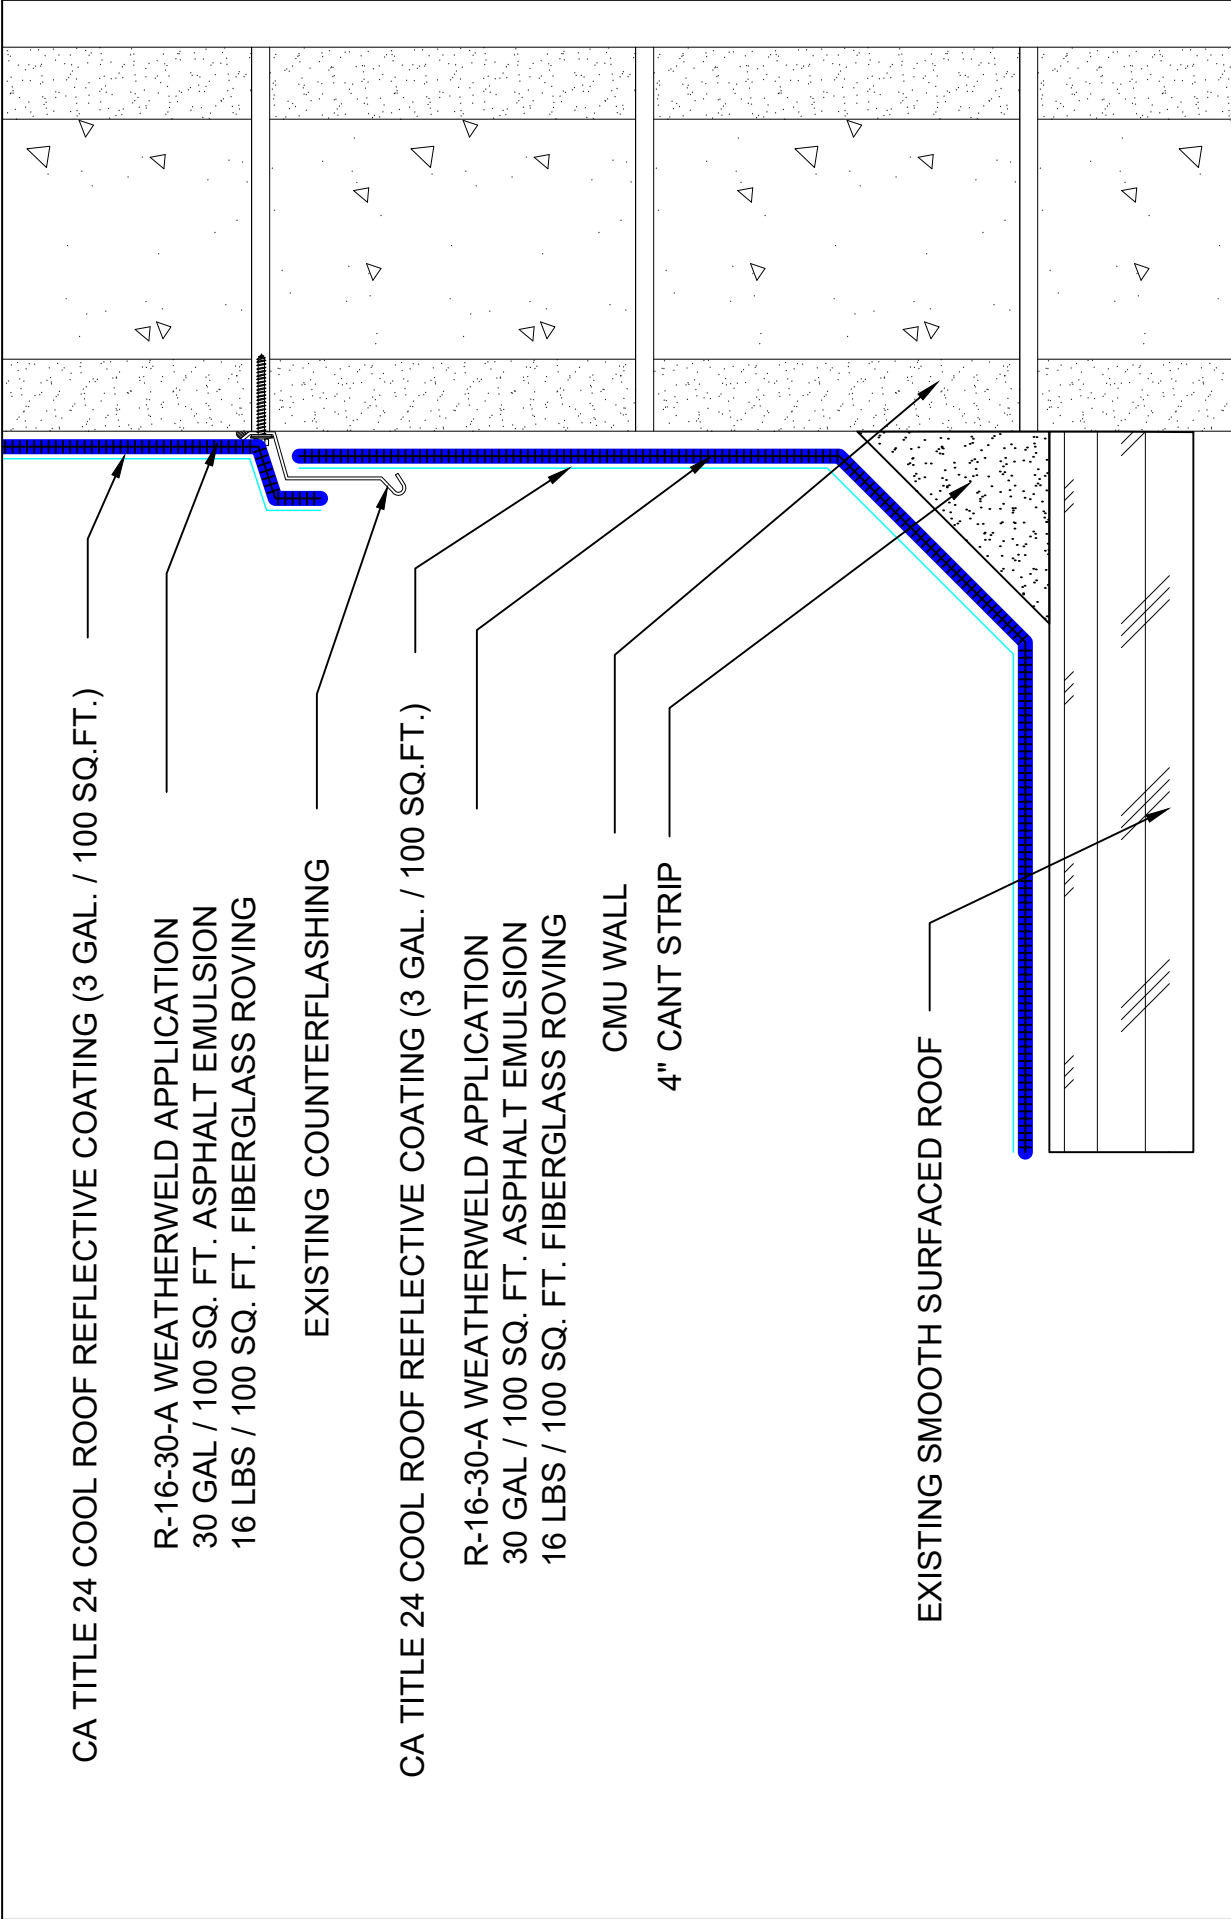 CA TITLE 24 COOL ROOF REFLECTIVE COATING (3 GAL. / 100 SQ.FT.)
R-16-30-A WEATHERWELD APPLICATION
30 GAL / 100 SQ. FT. ASPHALT EMULSION
16 LBS / 100 SQ. FT. FIBERGLASS ROVING
EXISTING COUNTERFLASHING
CA TITLE 24 COOL ROOF REFLECTIVE COATING (3 GAL. / 100 SQ.FT.)
R-16-30-A WEATHERWELD APPLICATION
30 GAL / 100 SQ. FT. ASPHALT EMULSION
16 LBS / 100 SQ. FT. FIBERGLASS ROVING
CMU WALL
4" CANT STRIP
EXISTING SMOOTH SURFACED ROOF